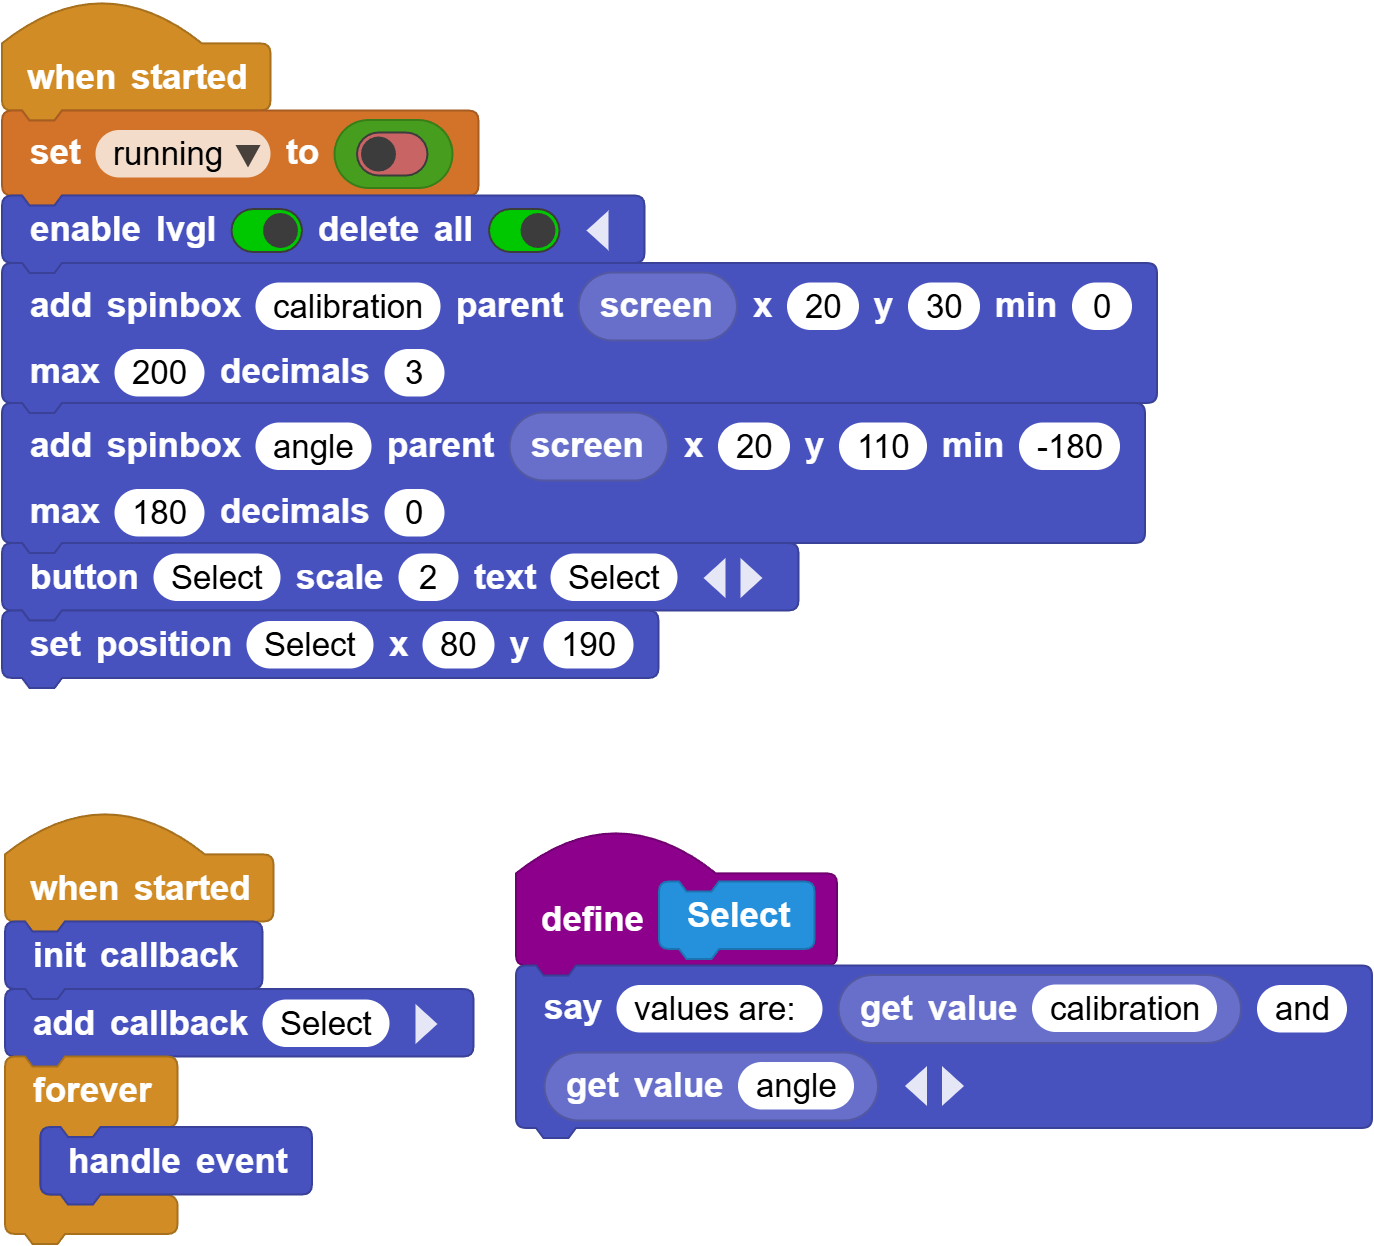 when started
set running to
enable lvgl delete all
add spinbox calibration parent screen x 20 y 30 min 0
max 200 decimals 3
add spinbox angle parent screen x 20 y 110 min -180
max 180 decimals 0
button Select scale 2 text Select
set position Select x 80 y 190
when started
init callback
add callback Select
forever
handle event
define Select
say values are: get value calibration and
get value angle